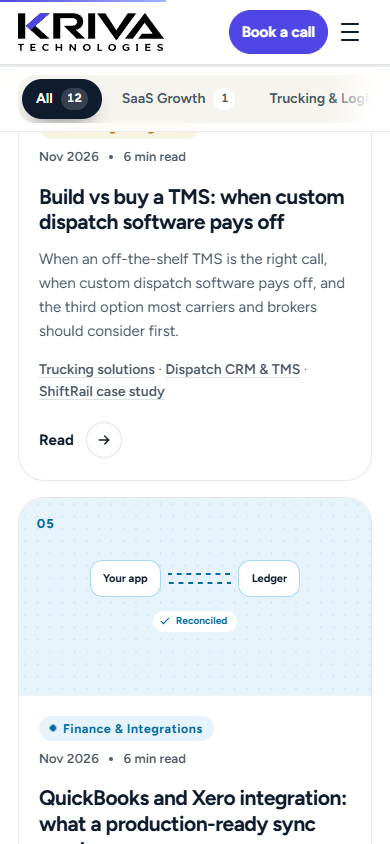 KRIVA
TECHNOLOGIES
Book a call
All 12
SaaS Growth 1
Trucking & Logi
Nov 2026 • 6 min read
Build vs buy a TMS: when custom
dispatch software pays off
When an off-the-shelf TMS is the right call,
when custom dispatch software pays off, and
the third option most carriers and brokers
should consider first.
Trucking solutions · Dispatch CRM & TMS ·
ShiftRail case study
Read →
05
Your app
Ledger
✓ Reconciled
Finance & Integrations
Nov 2026 • 6 min read
QuickBooks and Xero integration:
what a production-ready sync